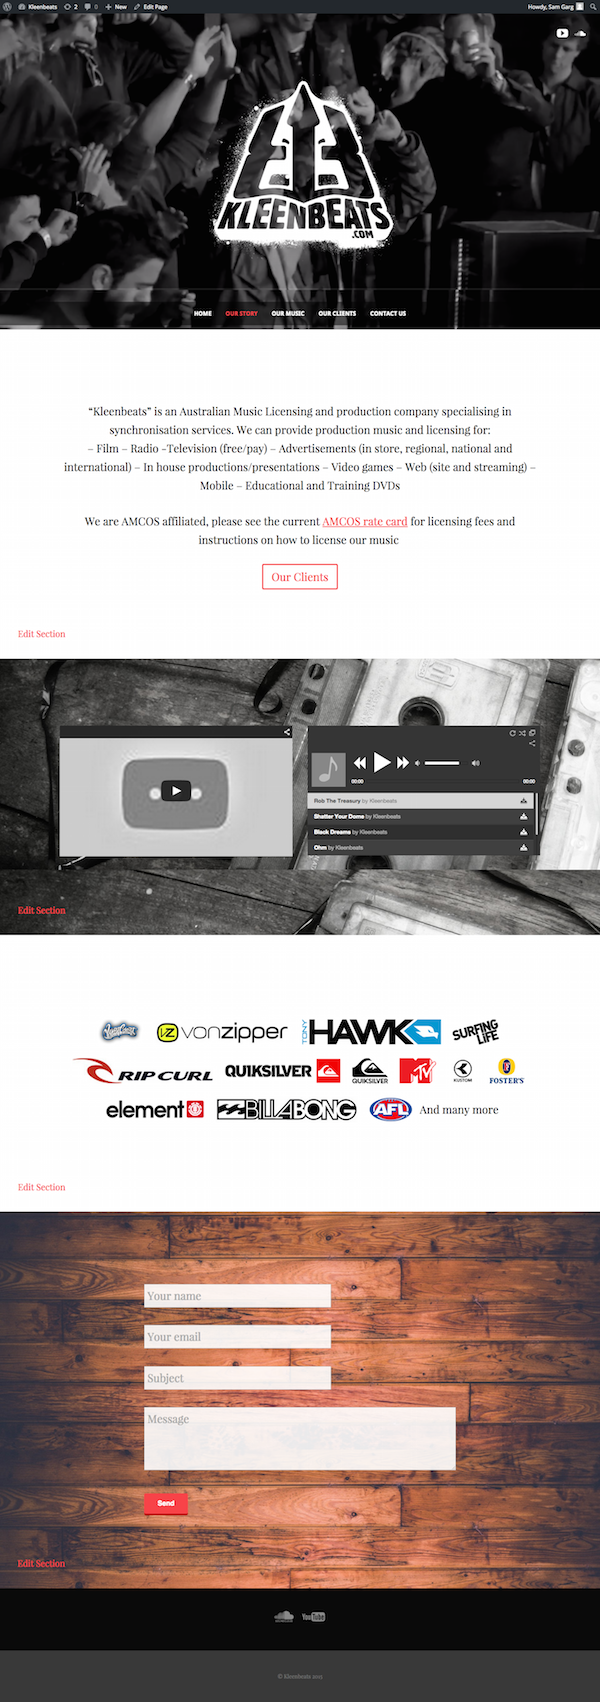 Kleenbeats 2 0 New Edit Page Howdy, Sam Garg
KLEENBEATS
.COM
HOME OUR STORY OUR MUSIC OUR CLIENTS CONTACT US
“Kleenbeats” is an Australian Music Licensing and production company specialising in
synchronisation services. We can provide production music and licensing for:
– Film – Radio –Television (free/pay) – Advertisements (in store, regional, national and
international) – In house productions/presentations – Video games – Web (site and streaming) –
Mobile – Educational and Training DVDs
We are AMCOS affiliated, please see the current AMCOS rate card for licensing fees and
instructions on how to license our music
Our Clients
Edit Section
00:00 00:00
Rob The Treasury by Kleenbeats
Shatter Your Dome by Kleenbeats
Black Dreams by Kleenbeats
Ohm by Kleenbeats
Edit Section
VZ vonzipper TONY HAWK SURFING LIFE
RIP CURL QUIKSILVER QUIKSILVER MTV KUSTOM FOSTER'S
element BILLABONG AFL And many more
Edit Section
Your name
Your email
Subject
Message
Send
Edit Section
YouTube
© Kleenbeats 2015